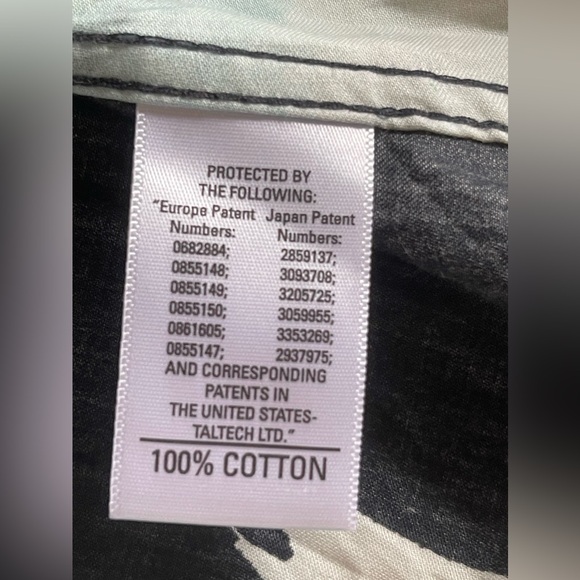 PROTECTED BY
THE FOLLOWING:
"Europe Patent Japan Patent
Numbers: Numbers:
0682884; 2859137;
0855148; 3093708;
0855149; 3205725;
0855150; 3059955;
0861605; 3353269;
0855147; 2937975;
AND CORRESPONDING
PATENTS IN
THE UNITED STATES-
TALTECH LTD."
100% COTTON